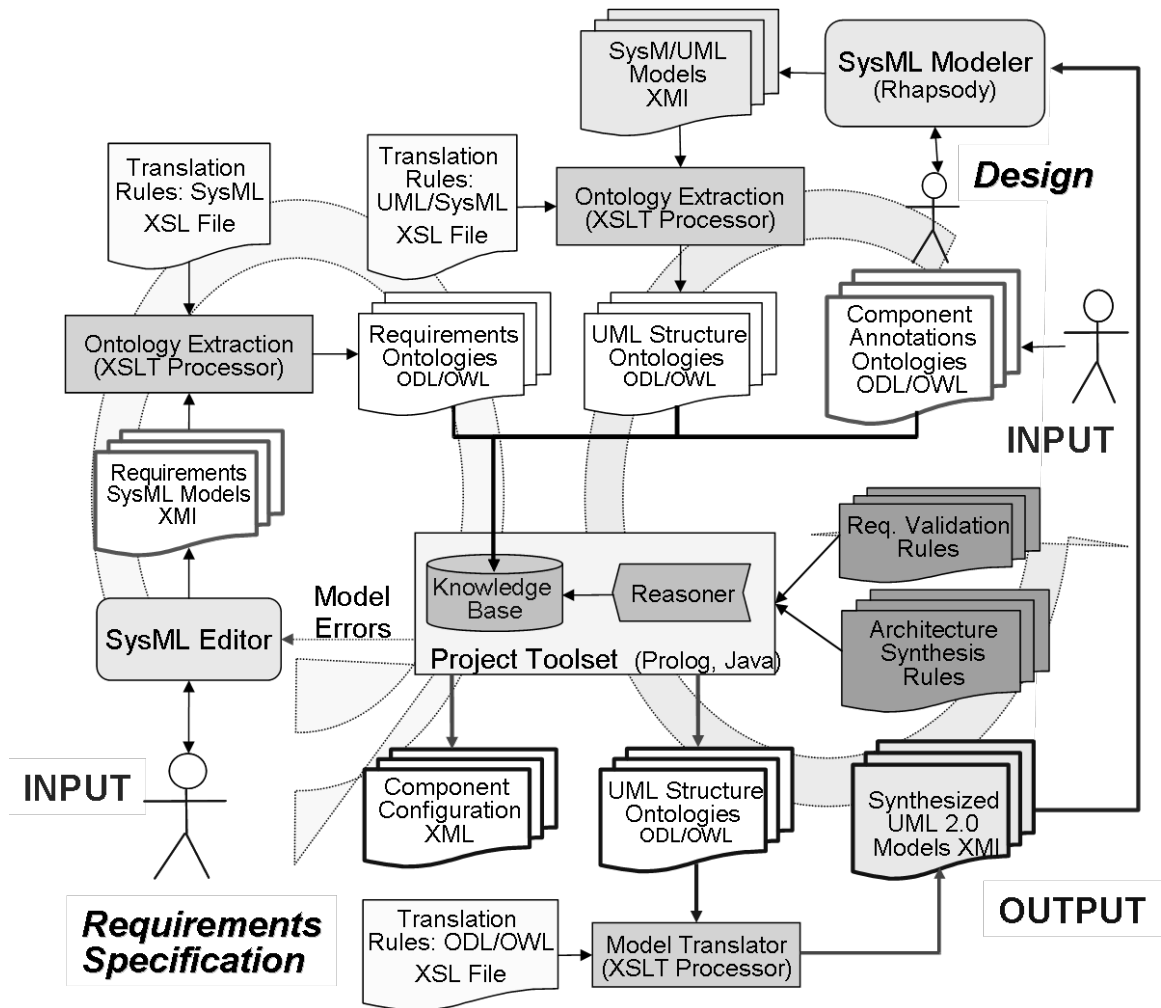 SysM/UML
Models
XMI
SysML Modeler
(Rhapsody)
Translation
Rules: SysML
XSL File
Translation
Rules:
UML/SysML
XSL File
Ontology Extraction
(XSLT Processor)
Design
Ontology Extraction
(XSLT Processor)
Requirements
Ontologies
ODL/OWL
UML Structure
Ontologies
ODL/OWL
Component
Annotations
Ontologies
ODL/OWL
INPUT
Requirements
SysML Models
XMI
Req. Validation
Rules
Knowledge
Base
Reasoner
Model
Errors
SysML Editor
Project Toolset (Prolog, Java)
Architecture
Synthesis
Rules
INPUT
Component
Configuration
XML
UML Structure
Ontologies
ODL/OWL
Synthesized
UML 2.0
Models XMI
OUTPUT
Requirements
Specification
Translation
Rules: ODL/OWL
XSL File
Model Translator
(XSLT Processor)